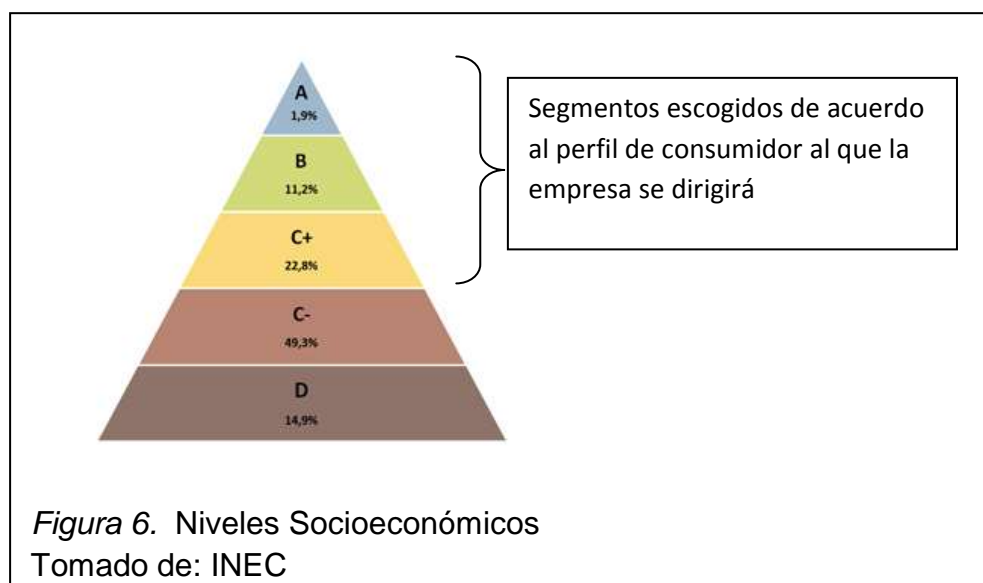 A
1,9%
B
11,2%
C+
22,8%
C-
49,3%
D
14,9%
Segmentos escogidos de acuerdo
al perfil de consumidor al que la
empresa se dirigirá
Figura 6. Niveles Socioeconómicos
Tomado de: INEC